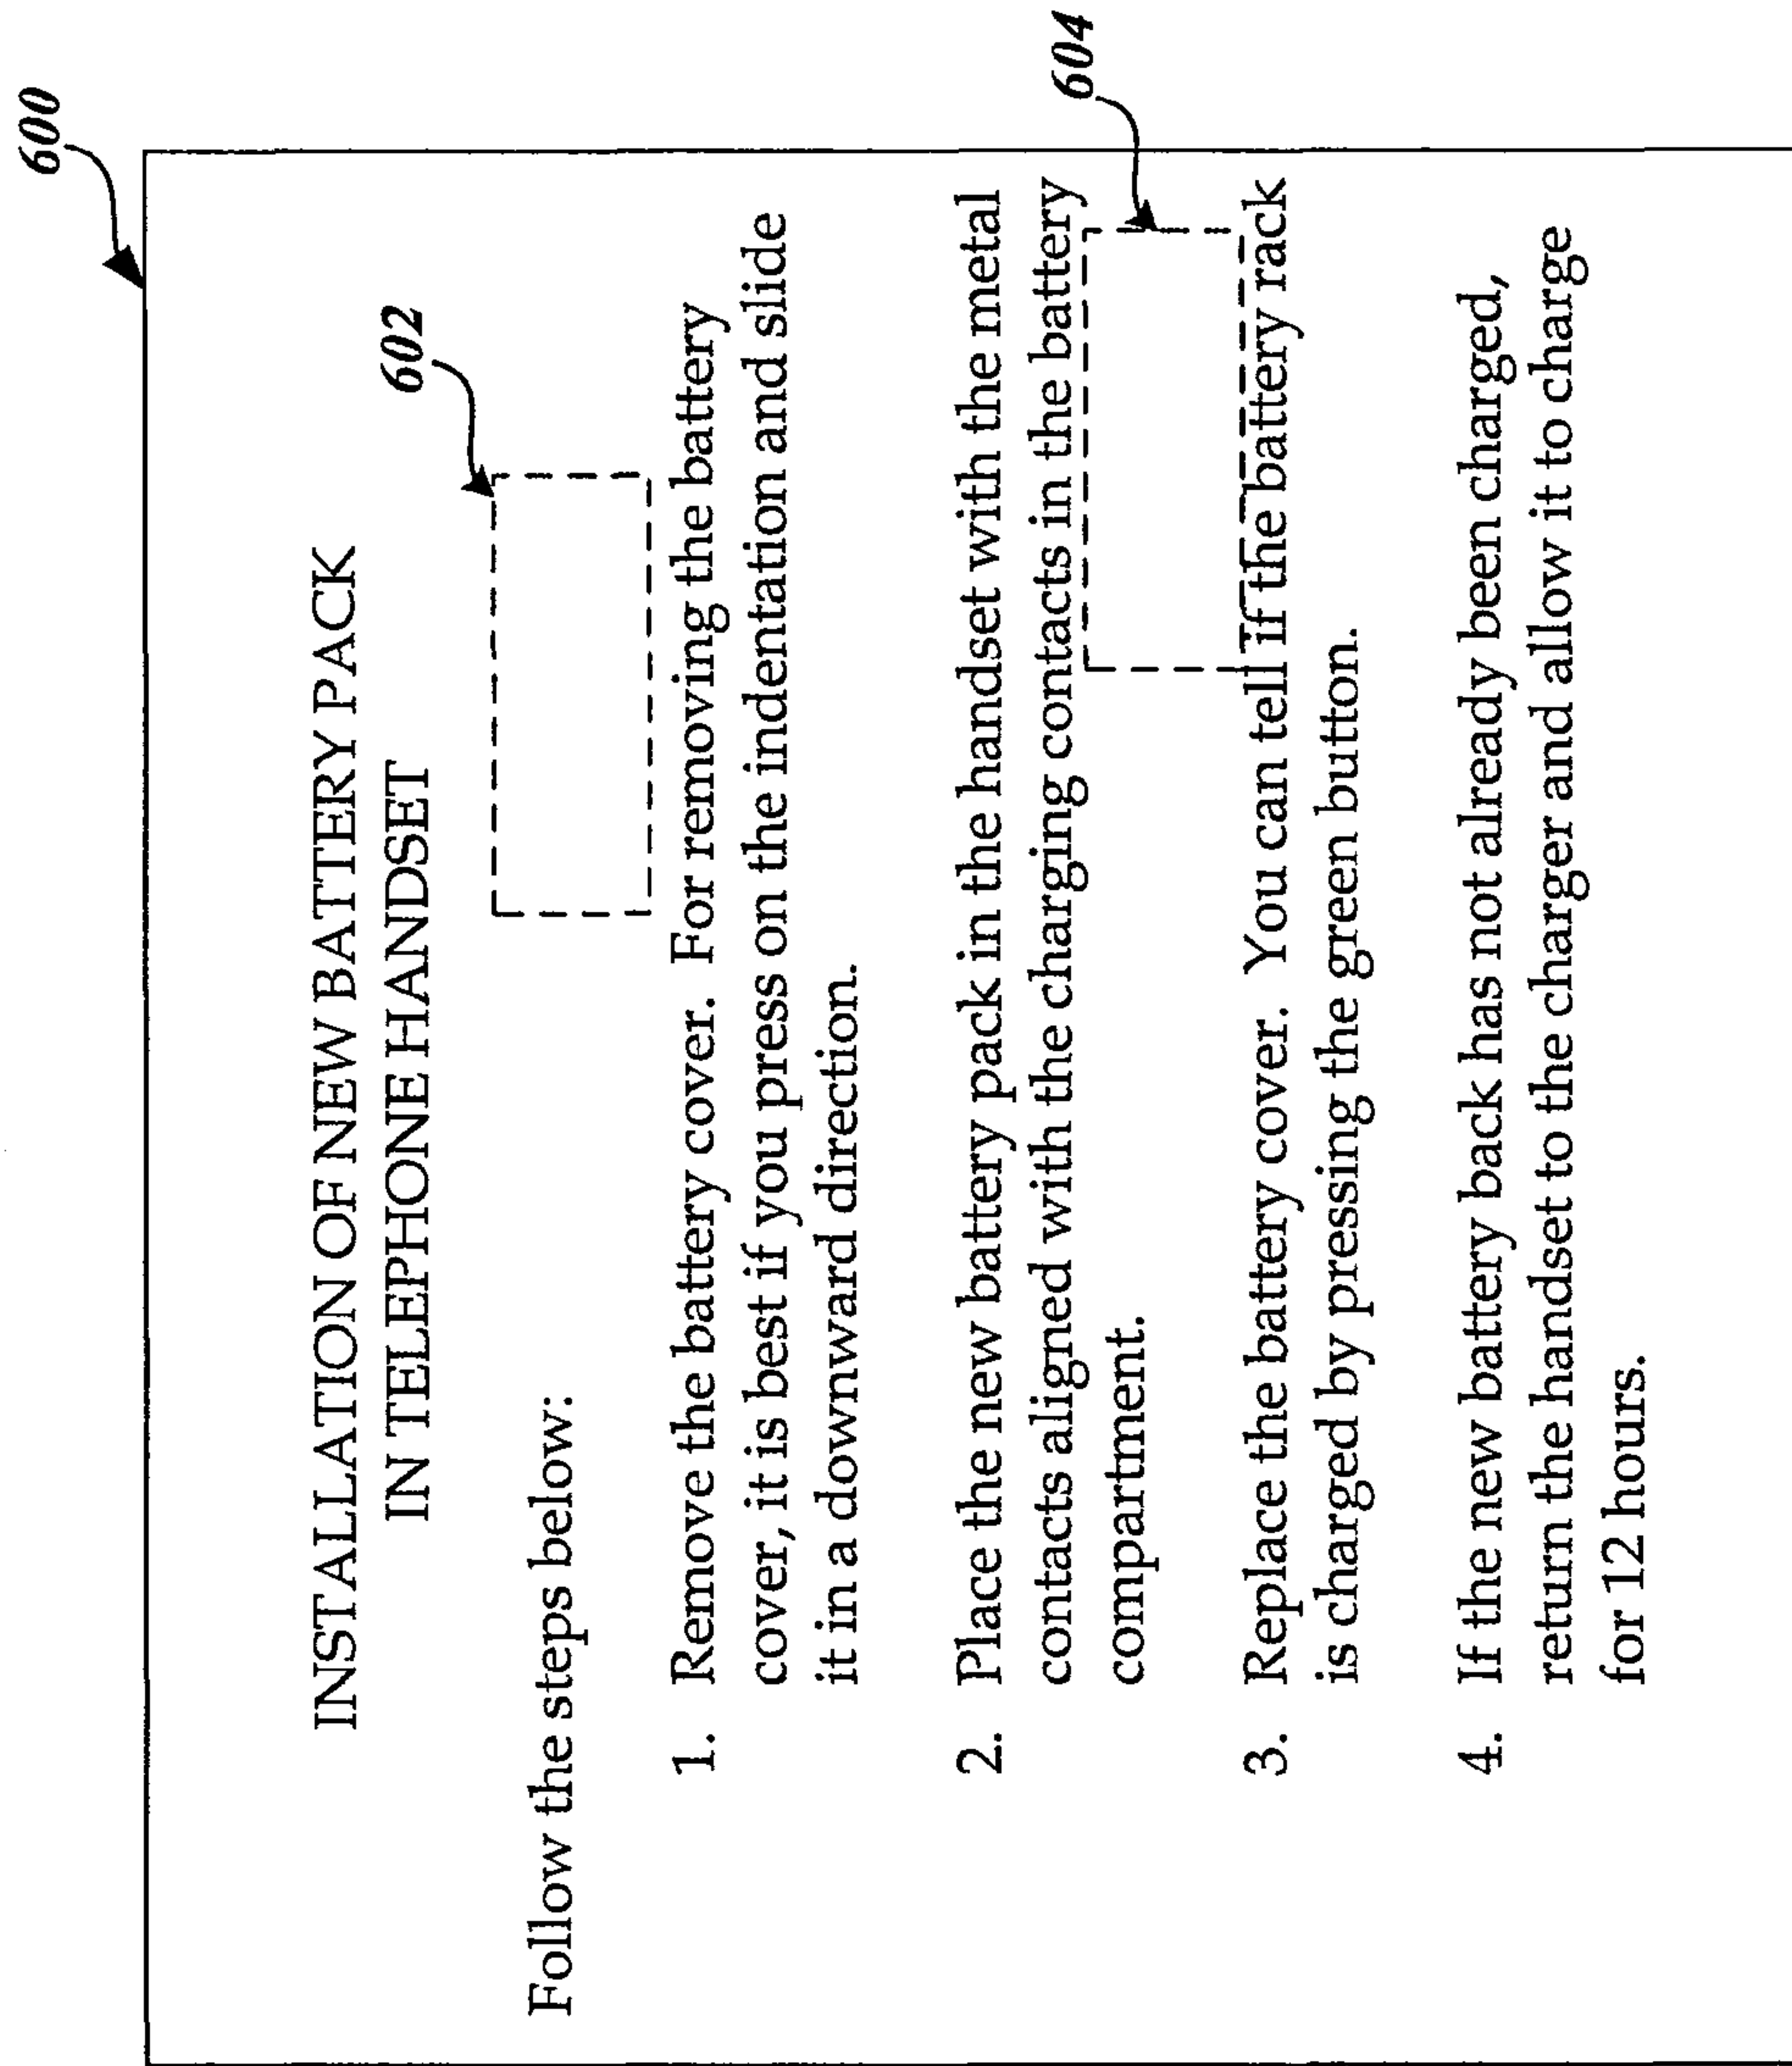 600
INSTALLATION OF NEW BATTERY PACK
IN TELEPHONE HANDSET
602
Follow the steps below:
1. Remove the battery cover. For removing the battery
cover, it is best if you press on the indentation and slide
it in a downward direction.
2. Place the new battery pack in the handset with the metal
contacts aligned with the charging contacts in the battery
compartment.
604
3. Replace the battery cover. You can tell if the battery rack
is charged by pressing the green button.
4. If the new battery back has not already been charged,
return the handset to the charger and allow it to charge
for 12 hours.